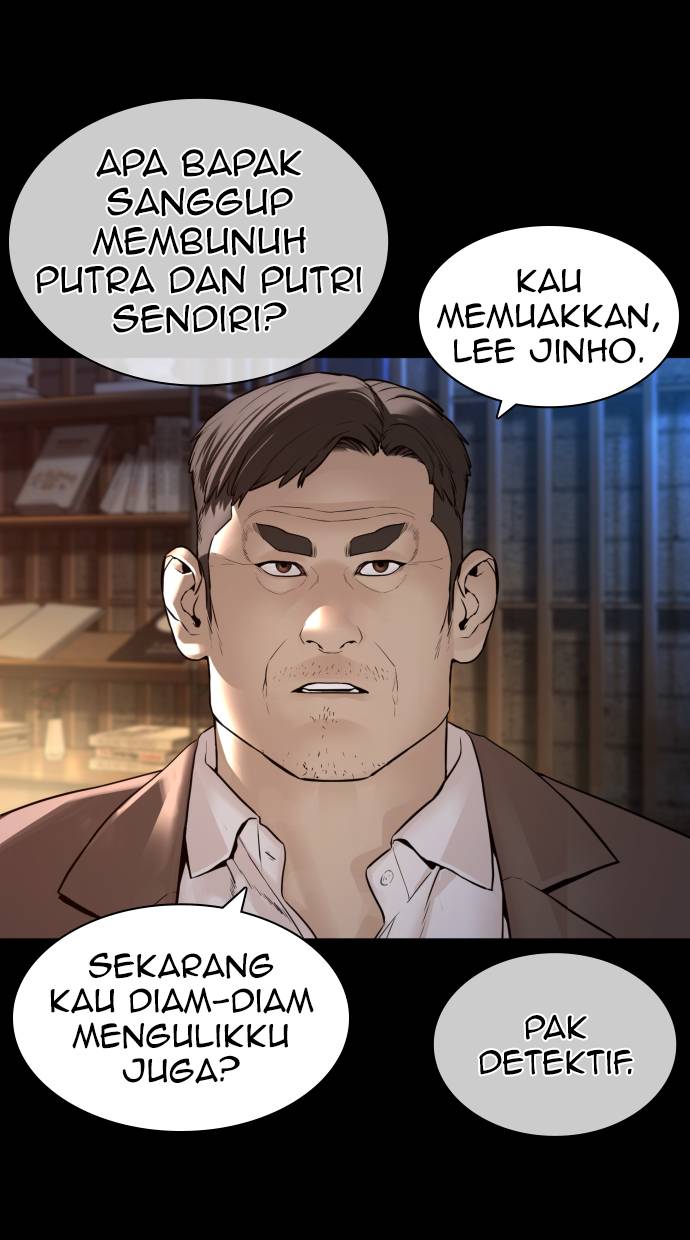 APA BAPAK
SANGGUP
MEMBUNUH
PUTRA DAN PUTRI
SENDIRI?
KAU
MEMUAKKAN,
LEE JINHO.
SEKARANG
KAU DIAM-DIAM
MENGULIKKU
JUGA?
PAK
DETEKTIF.